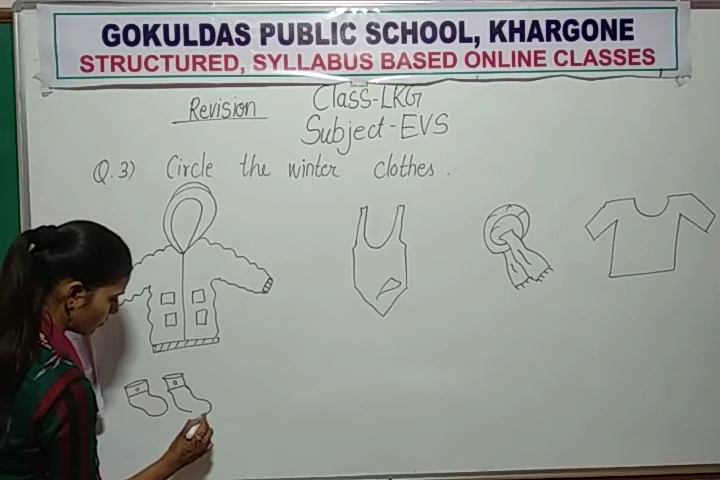 GOKULDAS PUBLIC SCHOOL, KHARGONE
STRUCTURED, SYLLABUS BASED ONLINE CLASSES
Revision
Class-LKG
Subject-EVS
Q.3) Circle the winter clothes.